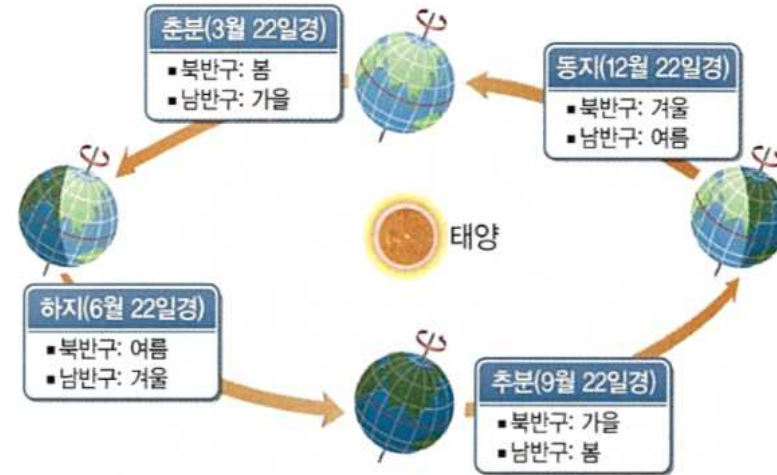 춘분(3월 22일경)
▪북반구: 봄
▪남반구: 가을
동지(12월 22일경)
▪북반구: 겨울
▪남반구: 여름
태양
하지(6월 22일경)
▪북반구: 여름
▪남반구: 겨울
추분(9월 22일경)
▪북반구: 가을
▪남반구: 봄